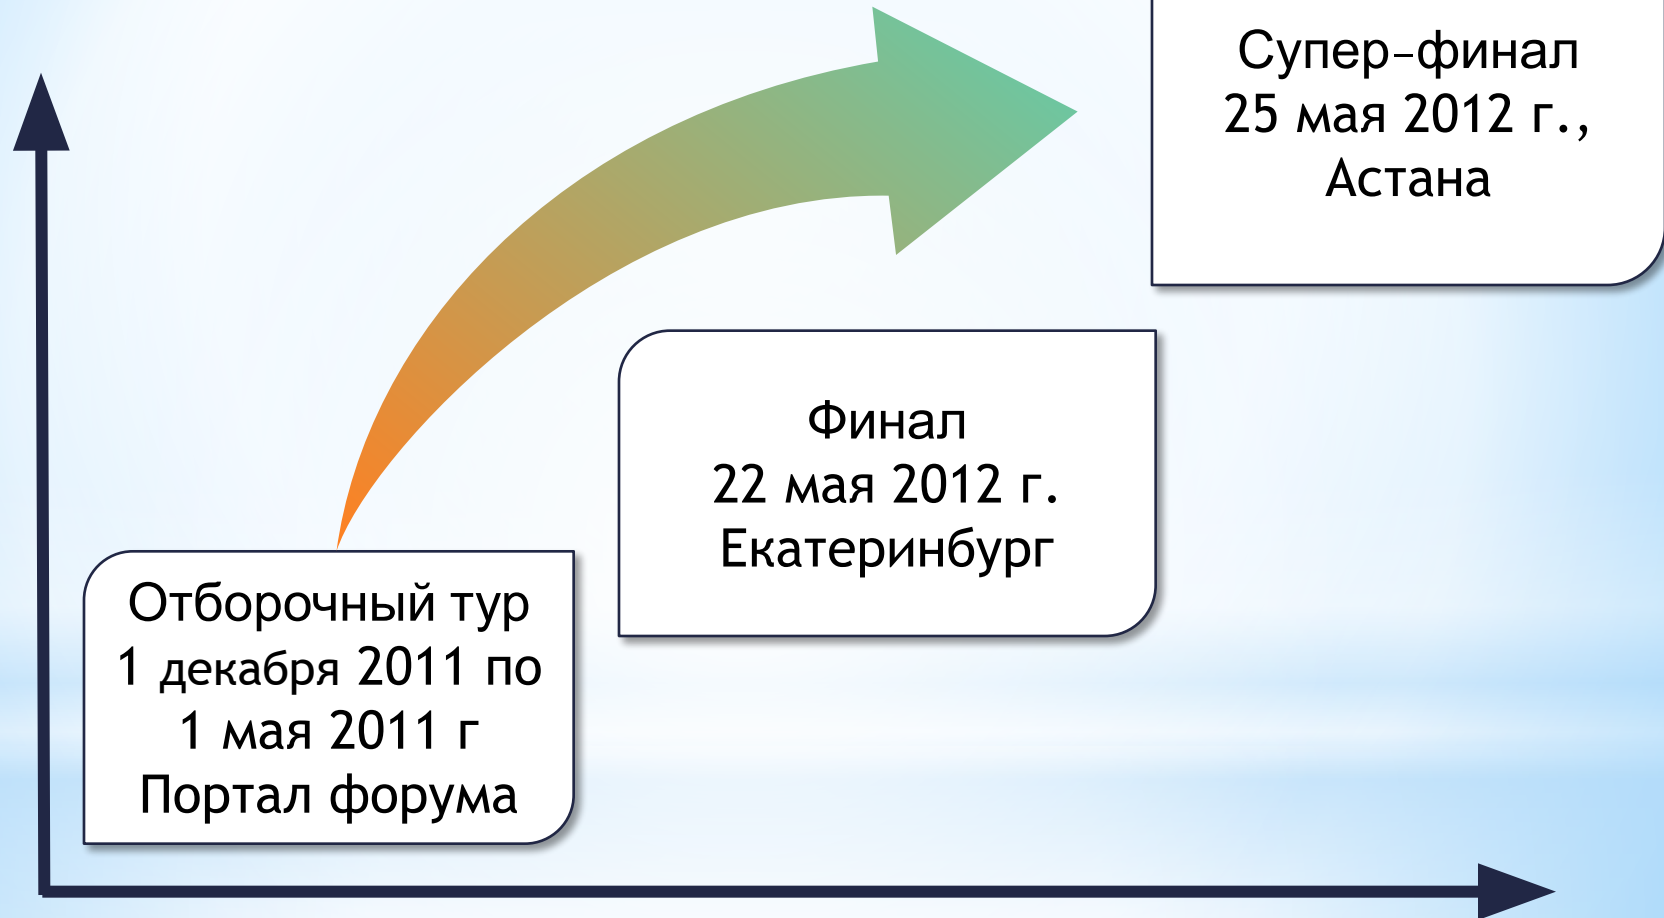 Супер-финал
25 мая 2012 г.,
Астана
Финал
22 мая 2012 г.
Екатеринбург
Отборочный тур
1 декабря 2011 по
1 мая 2011 г
Портал форума